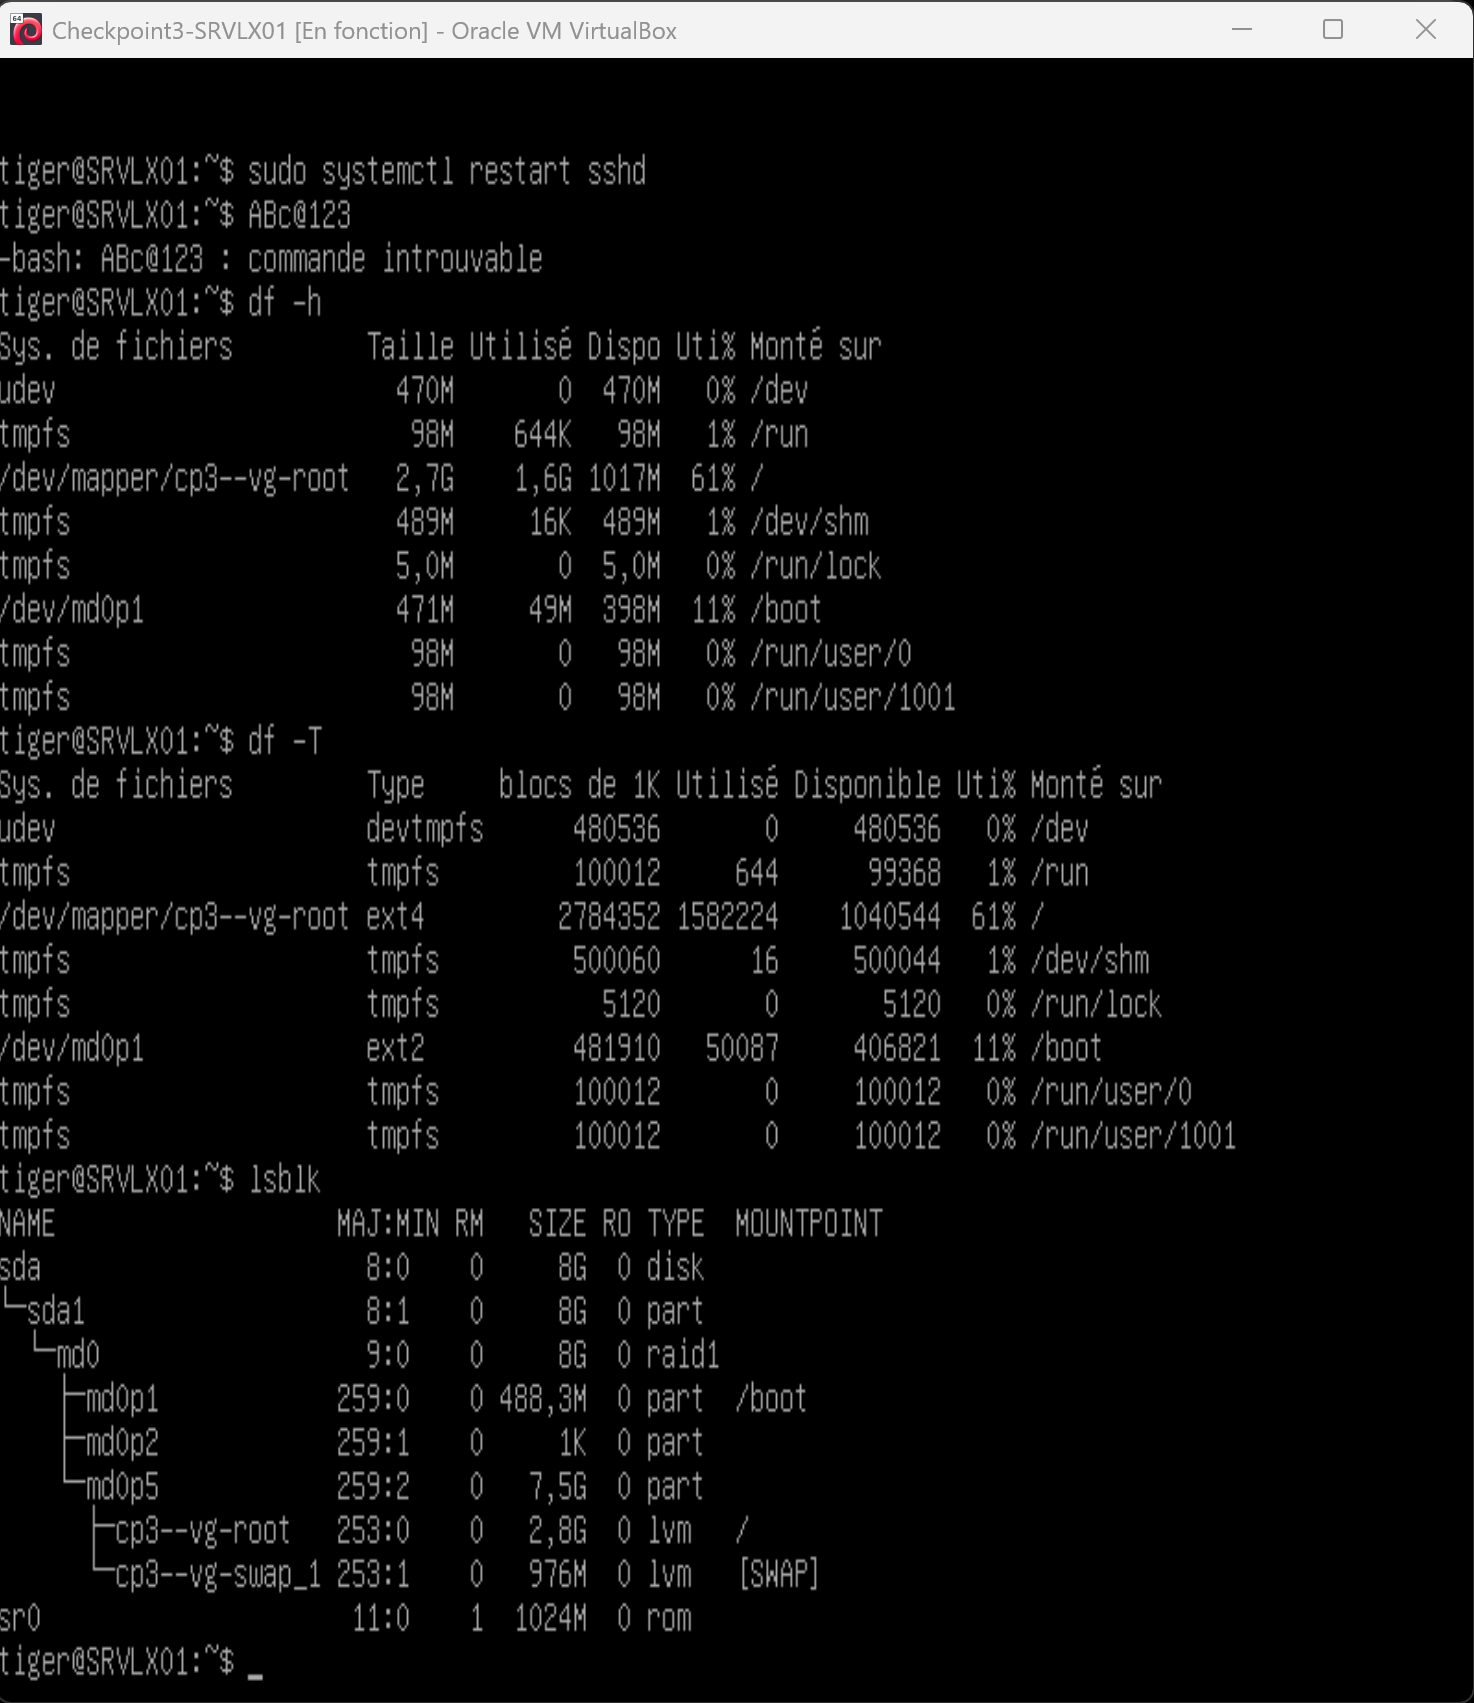 64
Checkpoint3-SRVLX01 [En fonction] - Oracle VM VirtualBox
tiger@SRVLX01:~$ sudo systemctl restart sshd
tiger@SRVLX01:~$ ABc@123
-bash: ABc@123 : commande introuvable
tiger@SRVLX01:~$ df -h
Sys. de fichiers         Taille Utilisé Dispo Uti% Monté sur
udev                       470M       0  470M   0% /dev
tmpfs                       98M    644K   98M   1% /run
/dev/mapper/cp3--vg-root   2,7G    1,6G 1017M  61% /
tmpfs                      489M     16K  489M   1% /dev/shm
tmpfs                      5,0M       0  5,0M   0% /run/lock
/dev/md0p1                 471M     49M  398M  11% /boot
tmpfs                       98M       0   98M   0% /run/user/0
tmpfs                       98M       0   98M   0% /run/user/1001
tiger@SRVLX01:~$ df -T
Sys. de fichiers         Type     blocs de 1K Utilisé Disponible Uti% Monté sur
udev                     devtmpfs      480536       0     480536   0% /dev
tmpfs                    tmpfs         100012     644      99368   1% /run
/dev/mapper/cp3--vg-root ext4         2784352 1582224    1040544  61% /
tmpfs                    tmpfs         500060      16     500044   1% /dev/shm
tmpfs                    tmpfs           5120       0       5120   0% /run/lock
/dev/md0p1               ext2          481910   50087     406821  11% /boot
tmpfs                    tmpfs         100012       0     100012   0% /run/user/0
tmpfs                    tmpfs         100012       0     100012   0% /run/user/1001
tiger@SRVLX01:~$ lsblk
NAME                   MAJ:MIN RM   SIZE RO TYPE  MOUNTPOINT
sda                      8:0    0     8G  0 disk
└─sda1                   8:1    0     8G  0 part
  └─md0                  9:0    0     8G  0 raid1
    ├─md0p1            259:0    0 488,3M  0 part  /boot
    ├─md0p2            259:1    0     1K  0 part
    └─md0p5            259:2    0   7,5G  0 part
      ├─cp3--vg-root   253:0    0   2,8G  0 lvm   /
      └─cp3--vg-swap_1 253:1    0   976M  0 lvm   [SWAP]
sr0                     11:0    1  1024M  0 rom
tiger@SRVLX01:~$ _